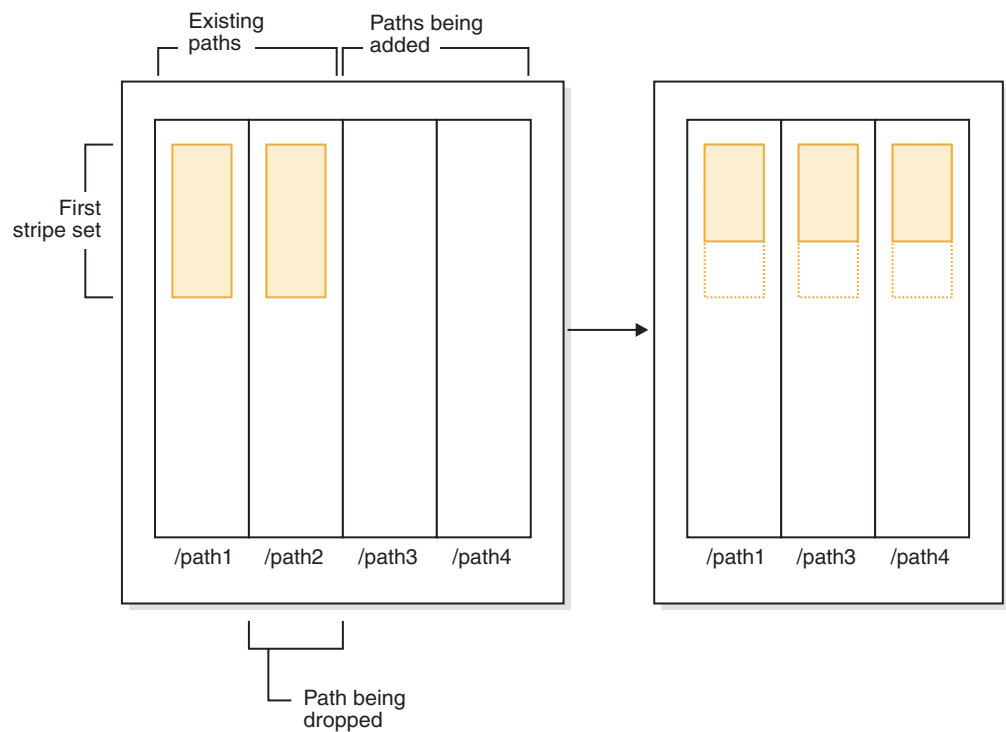 Existing
paths
Paths being
added
First
stripe set
/path1 /path2 /path3 /path4
/path1 /path3 /path4
Path being
dropped